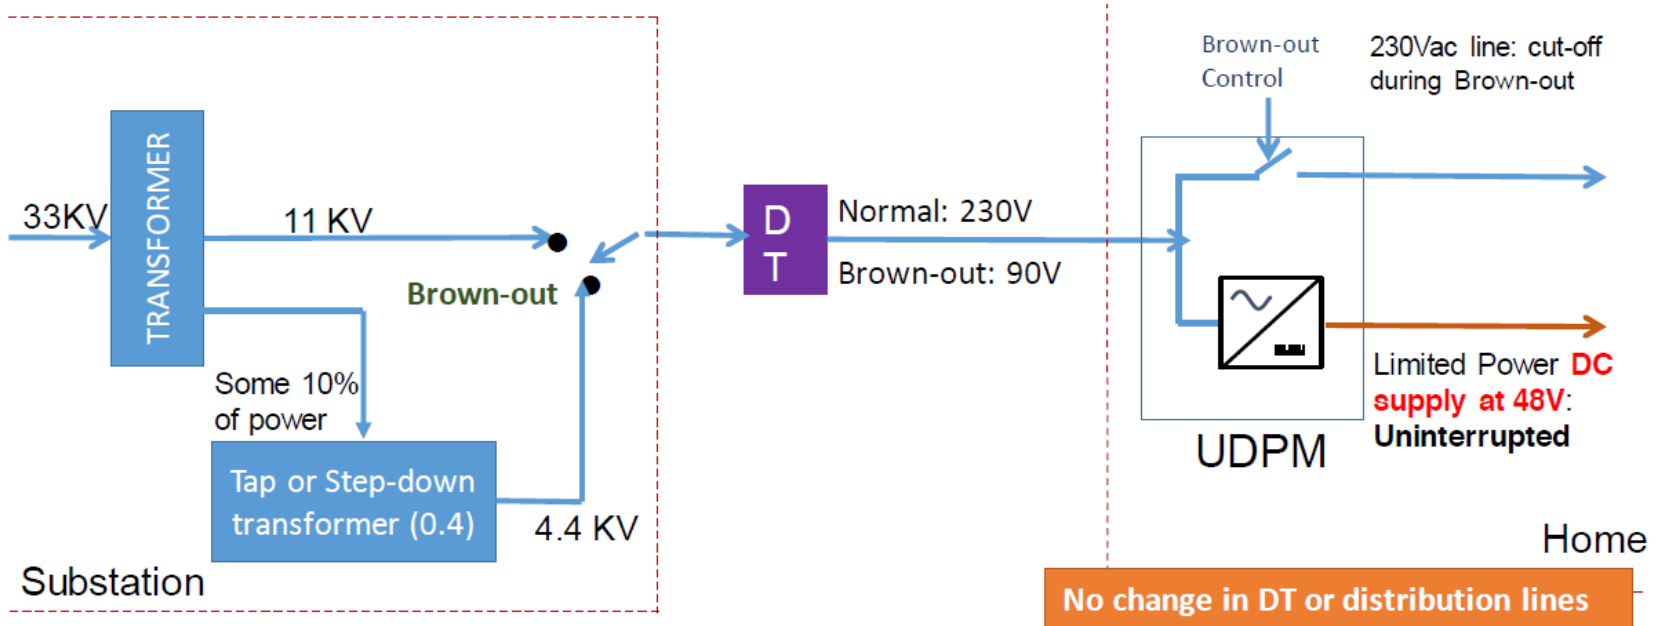 33KV
TRANSFORMER
11 KV
Brown-out
Some 10%
of power
Tap or Step-down
transformer (0.4)
4.4 KV
Substation
D
T
Normal: 230V
Brown-out: 90V
Brown-out
Control
230Vac line: cut-off
during Brown-out
Limited Power DC
supply at 48V:
Uninterrupted
UDPM
Home
No change in DT or distribution lines